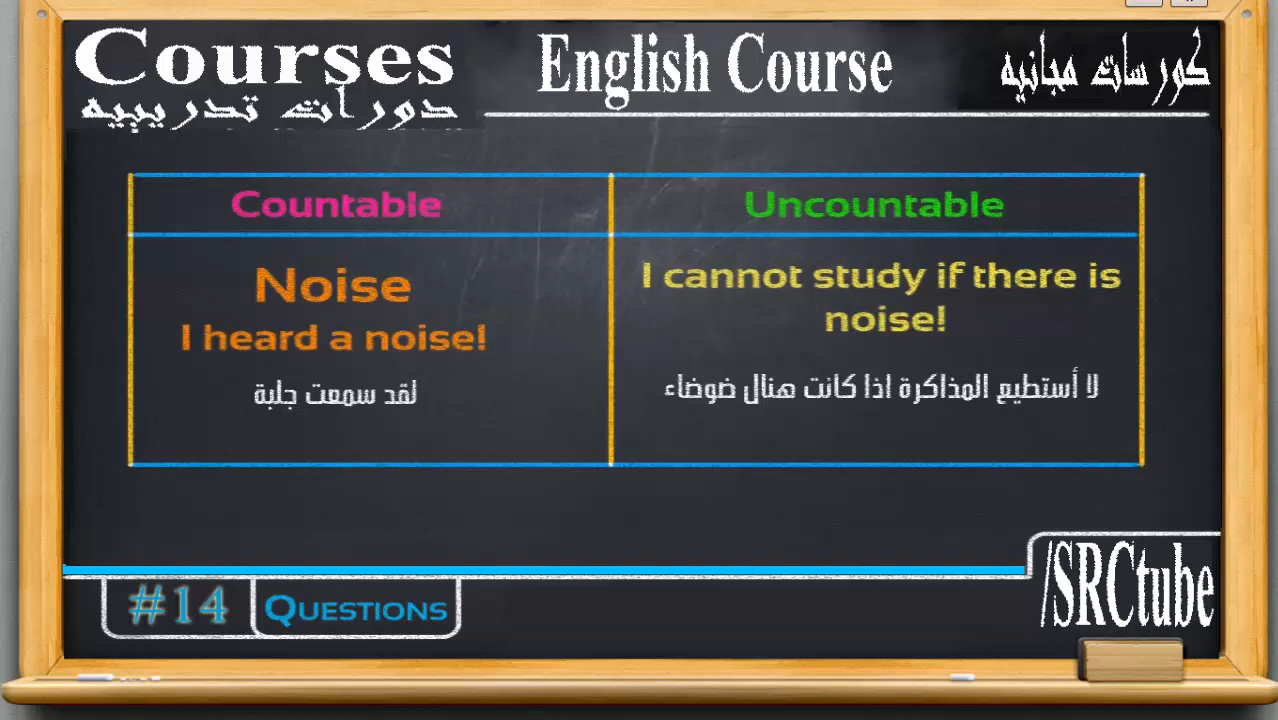 Courses
دورات تدريبيه
English Course
كورسات مجانيه
Countable
Uncountable
Noise
I heard a noise!
لقد سمعت جلبة
I cannot study if there is
noise!
لا أستطيع المذاكرة اذا كانت هنال ضوضاء
#14
QUESTIONS
/SRCtube